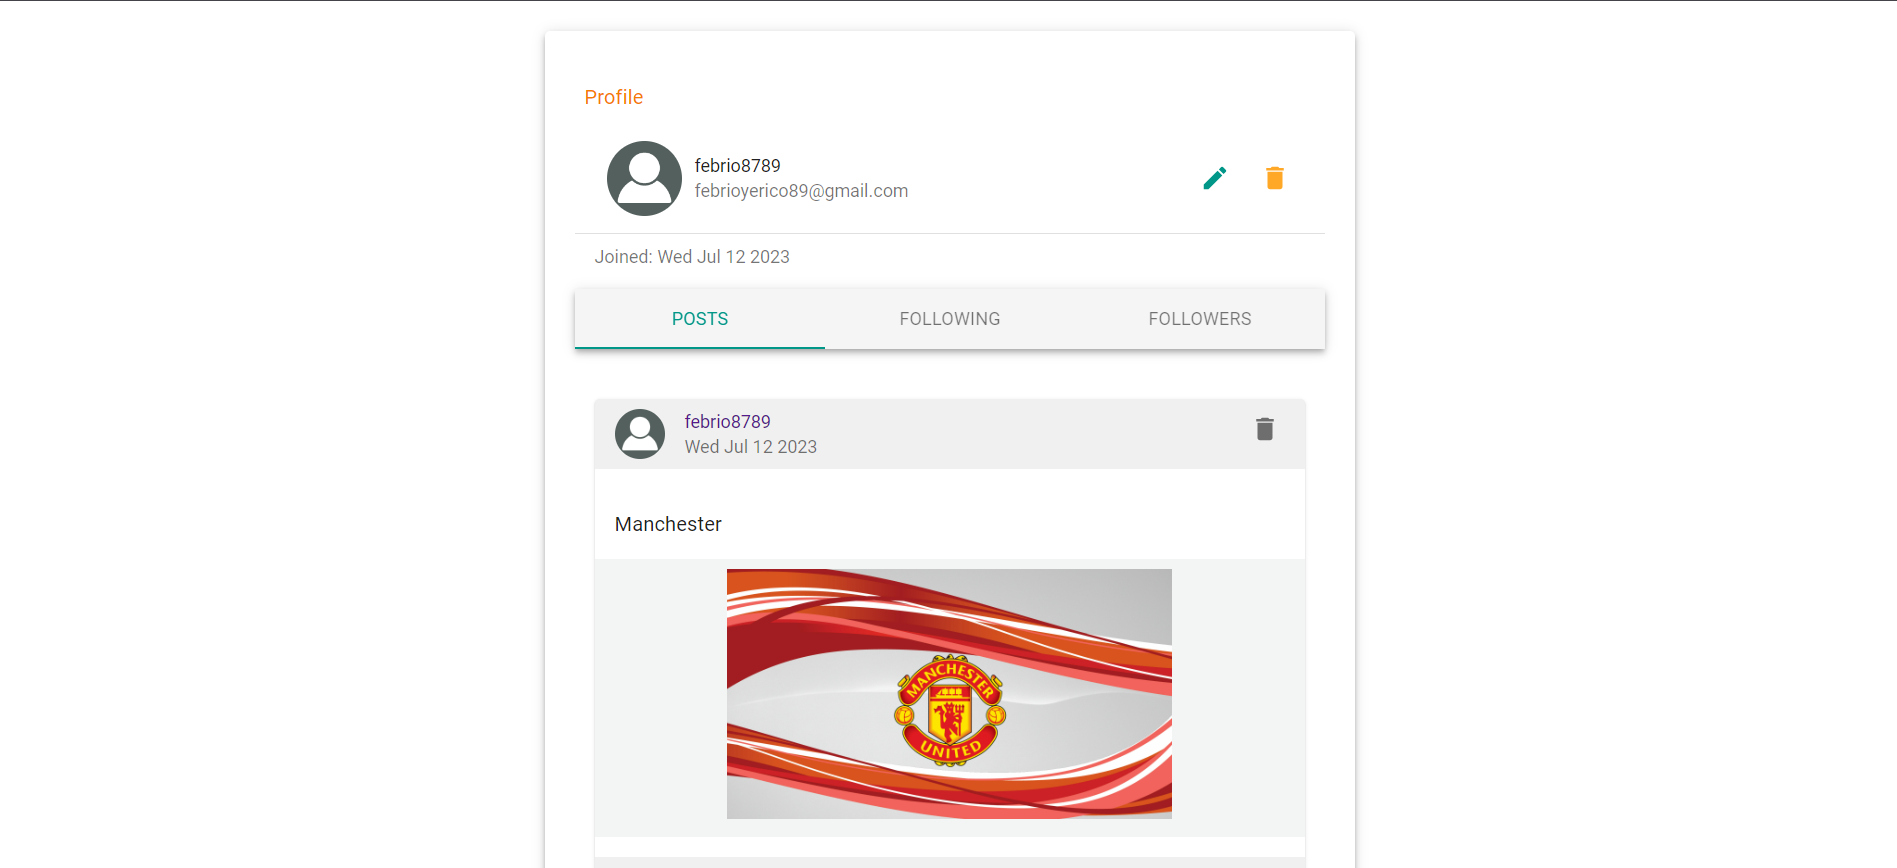 Profile
febrio8789
febrioyerico89@gmail.com
Joined: Wed Jul 12 2023
POSTS
FOLLOWING
FOLLOWERS
febrio8789
Wed Jul 12 2023
Manchester
MANCHESTER
UNITED